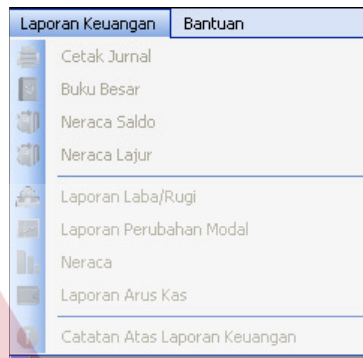 Laporan Keuangan Bantuan
Cetak Jurnal
Buku Besar
Neraca Saldo
Neraca Lajur
Laporan Laba/Rugi
Laporan Perubahan Modal
Neraca
Laporan Arus Kas
Catatan Atas Laporan Keuangan